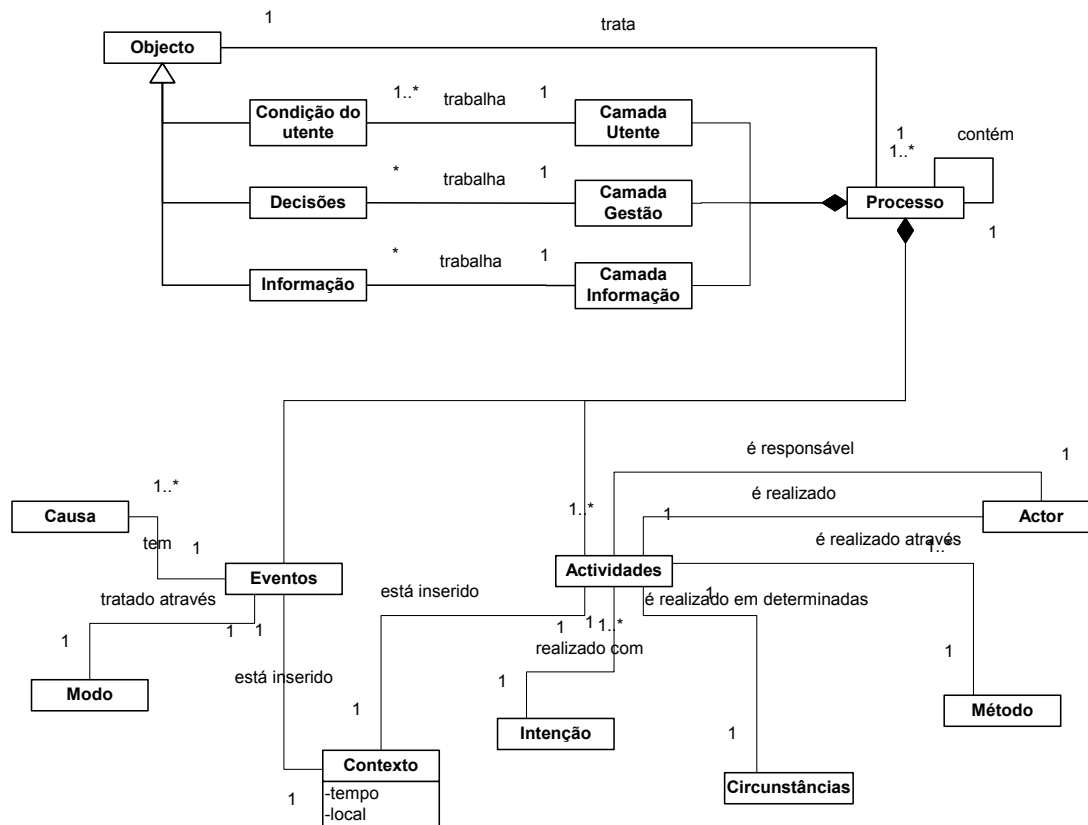 1
trata
Objecto
1..*
trabalha
1
Condição do
utente
Camada
Utente
1
1..*
contém
*
trabalha
1
Decisões
Camada
Gestão
Processo
1
*
trabalha
1
Informação
Camada
Informação
é responsável
1
1..*
é realizado
Causa
1..*
1
Actor
tem
1
é realizado através
1..*
Eventos
Actividades
está inserido
é realizado em determinadas
1
tratado através
1
1
1
1
1
1..*
realizado com
1
está inserido
1
1
Modo
Método
1
Intenção
1
Contexto
Circunstâncias
1
-tempo
-local